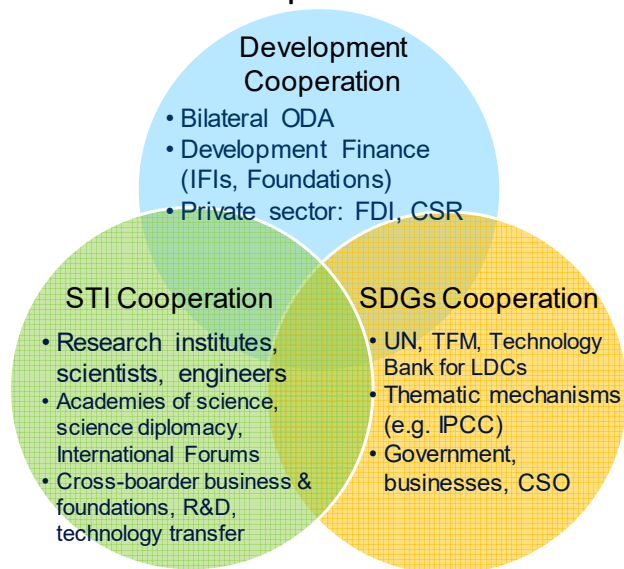 Development
Cooperation
• Bilateral ODA
• Development Finance
(IFIs, Foundations)
• Private sector: FDI, CSR
STI Cooperation
• Research institutes,
scientists, engineers
• Academies of science,
science diplomacy,
International Forums
• Cross-boarder business &
foundations, R&D,
technology transfer
SDGs Cooperation
• UN, TFM, Technology
Bank for LDCs
• Thematic mechanisms
(e.g. IPCC)
• Government,
businesses, CSO